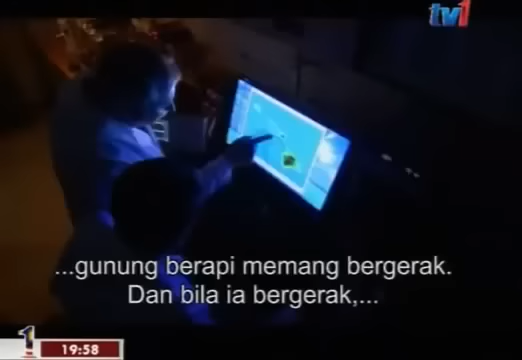 tv1
...gunung berapi memang bergerak.
Dan bila ia bergerak,...
1
19:58